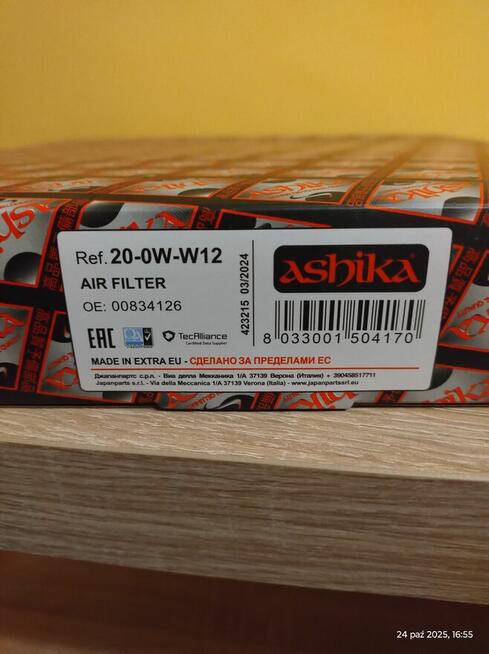 Ref. 20-0W-W12
AIR FILTER
OE: 00834126
423215 03/2024
ashika
8 033001 504170
EAC
QA
TecAlliance
Certified Data Supplier
MADE IN EXTRA EU - СДЕЛАНО ЗА ПРЕДЕЛАМИ ЕС
Джапанпартс с.р.л. - Виа делла Мекканика 1/А 37139 Верона (Италия) + 390458517711
Japanparts s.r.l. - Via della Meccanica 1/A 37139 Verona (Italy) - www.japanpartsrl.eu
24 paź 2025, 16:55